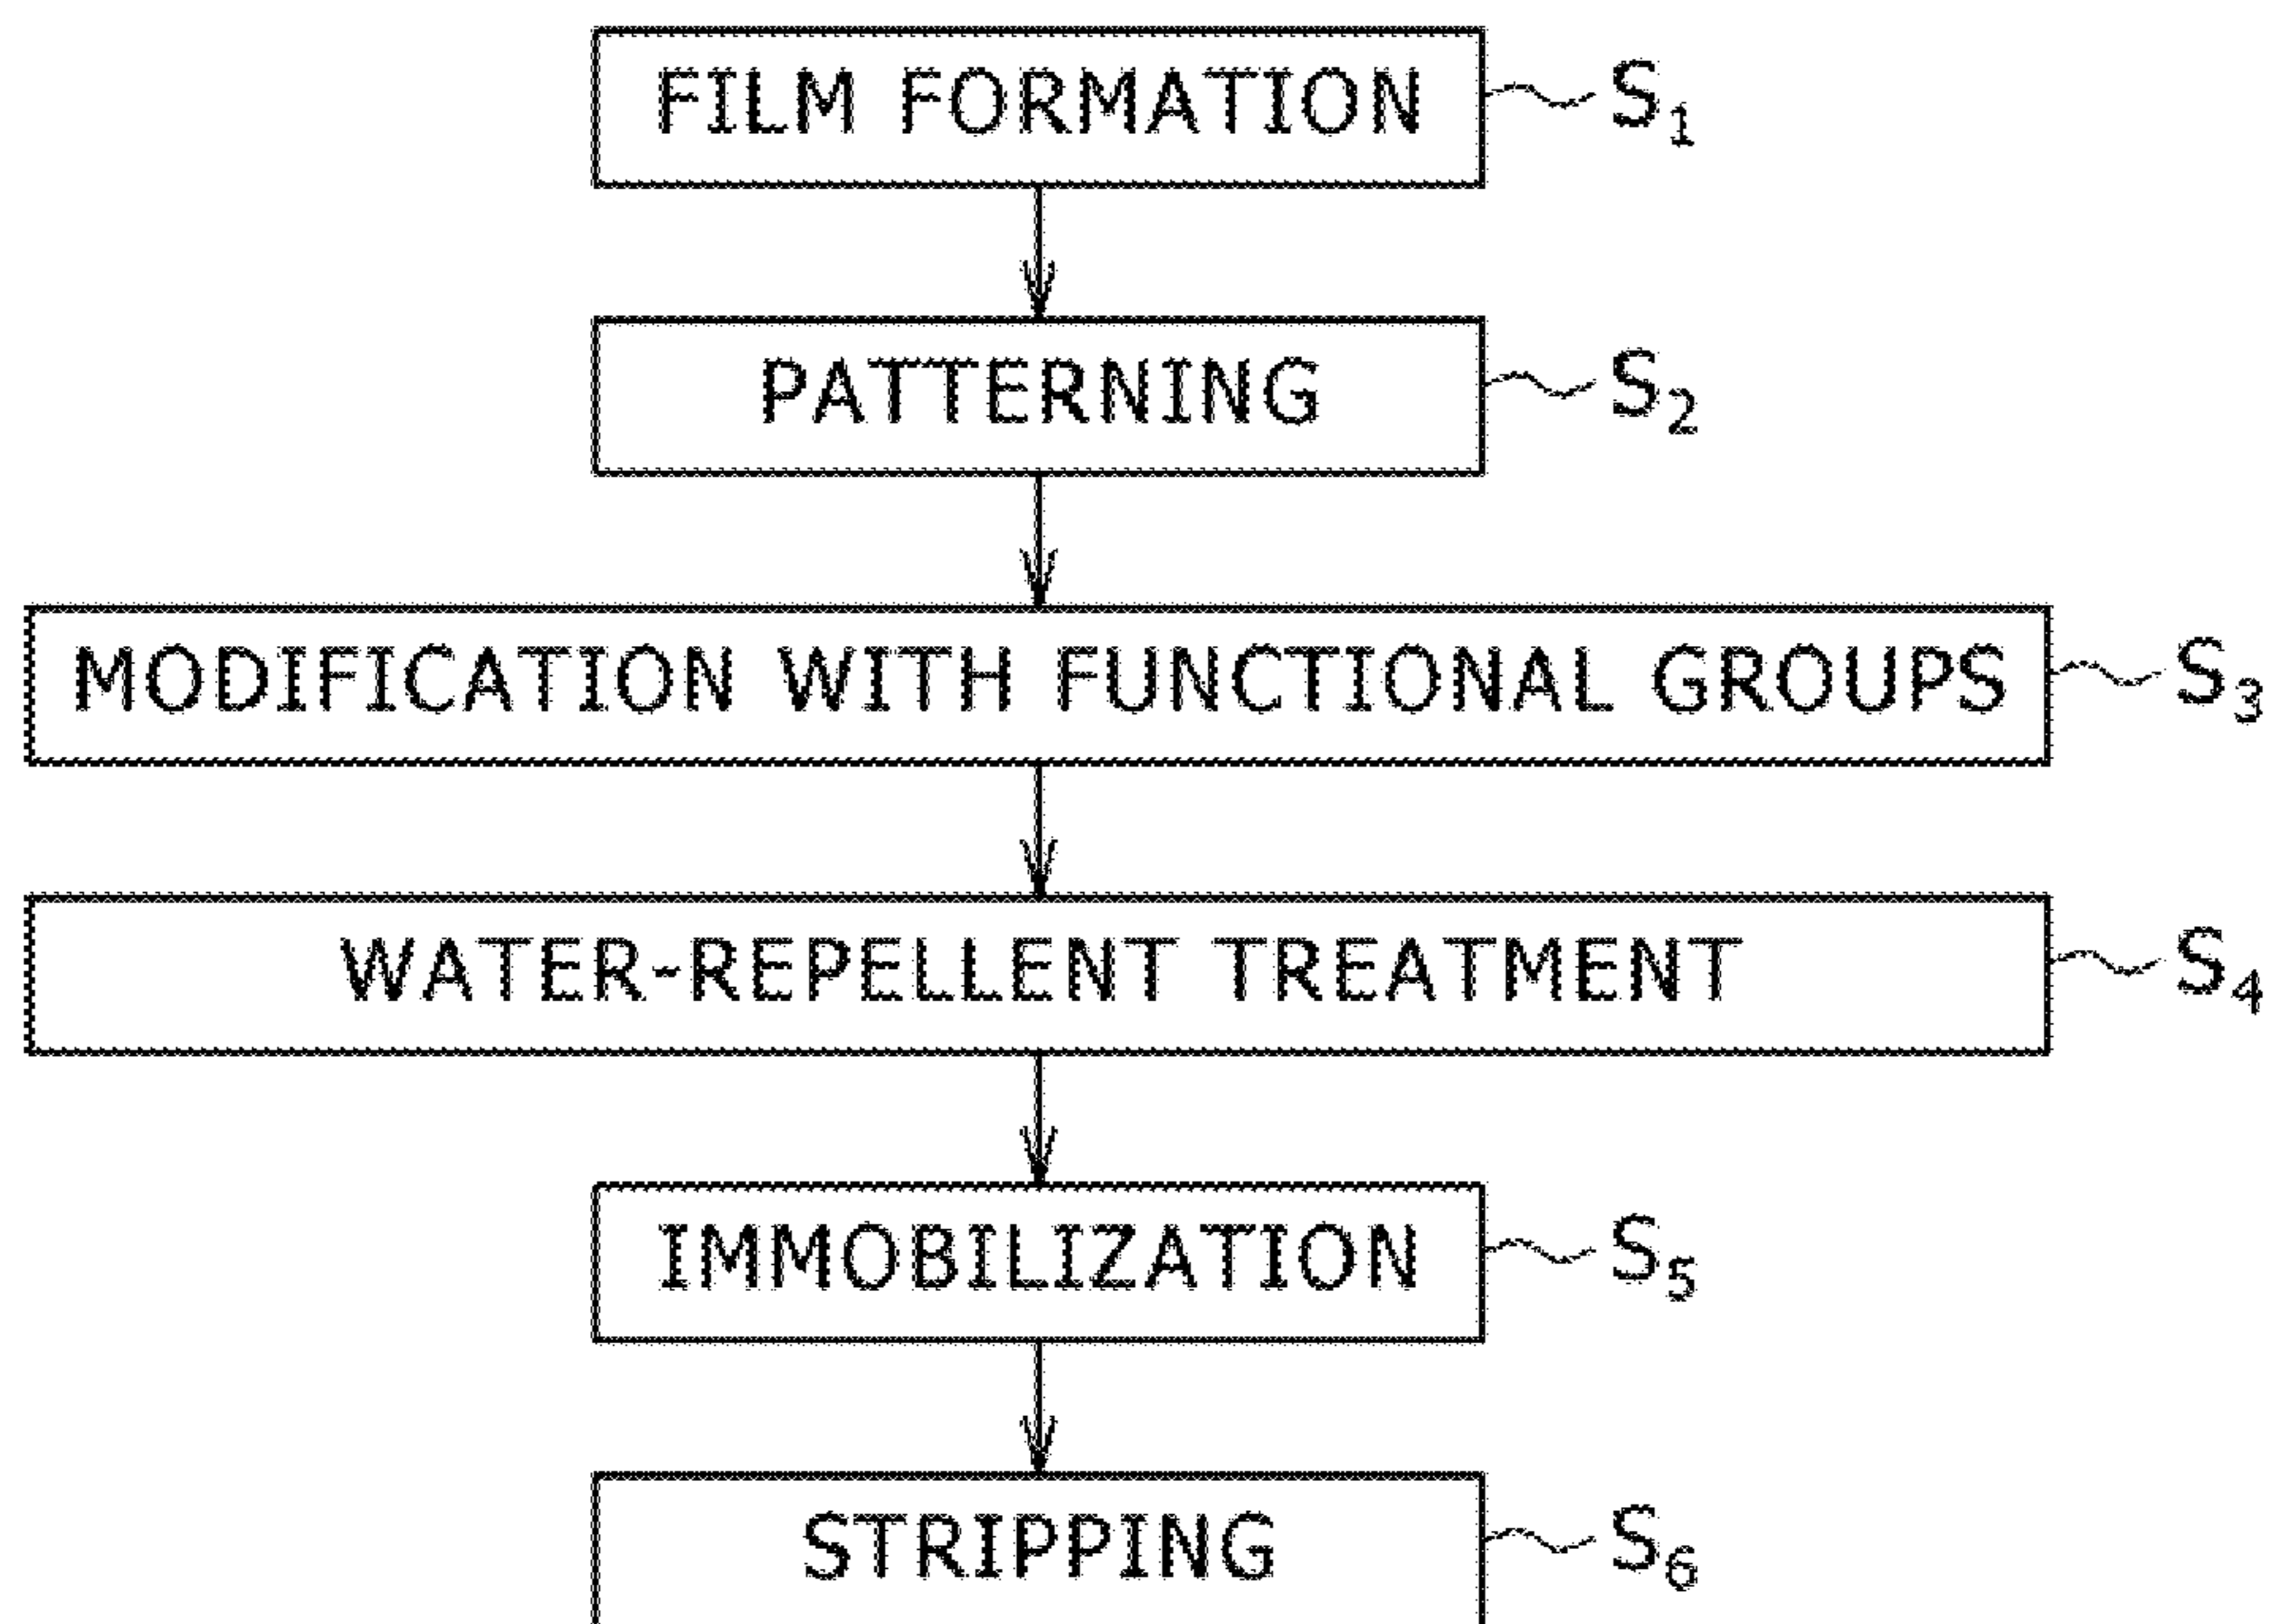 FILM FORMATION S1
PATTERNING S2
MODIFICATION WITH FUNCTIONAL GROUPS S3
WATER-REPELLENT TREATMENT S4
IMMOBILIZATION S5
STRIPPING S6